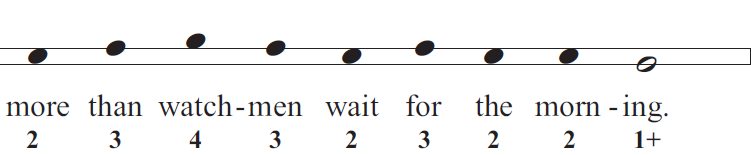 more than watch-men wait for the morn-ing.
2 3 4 3 2 3 2 2 1+